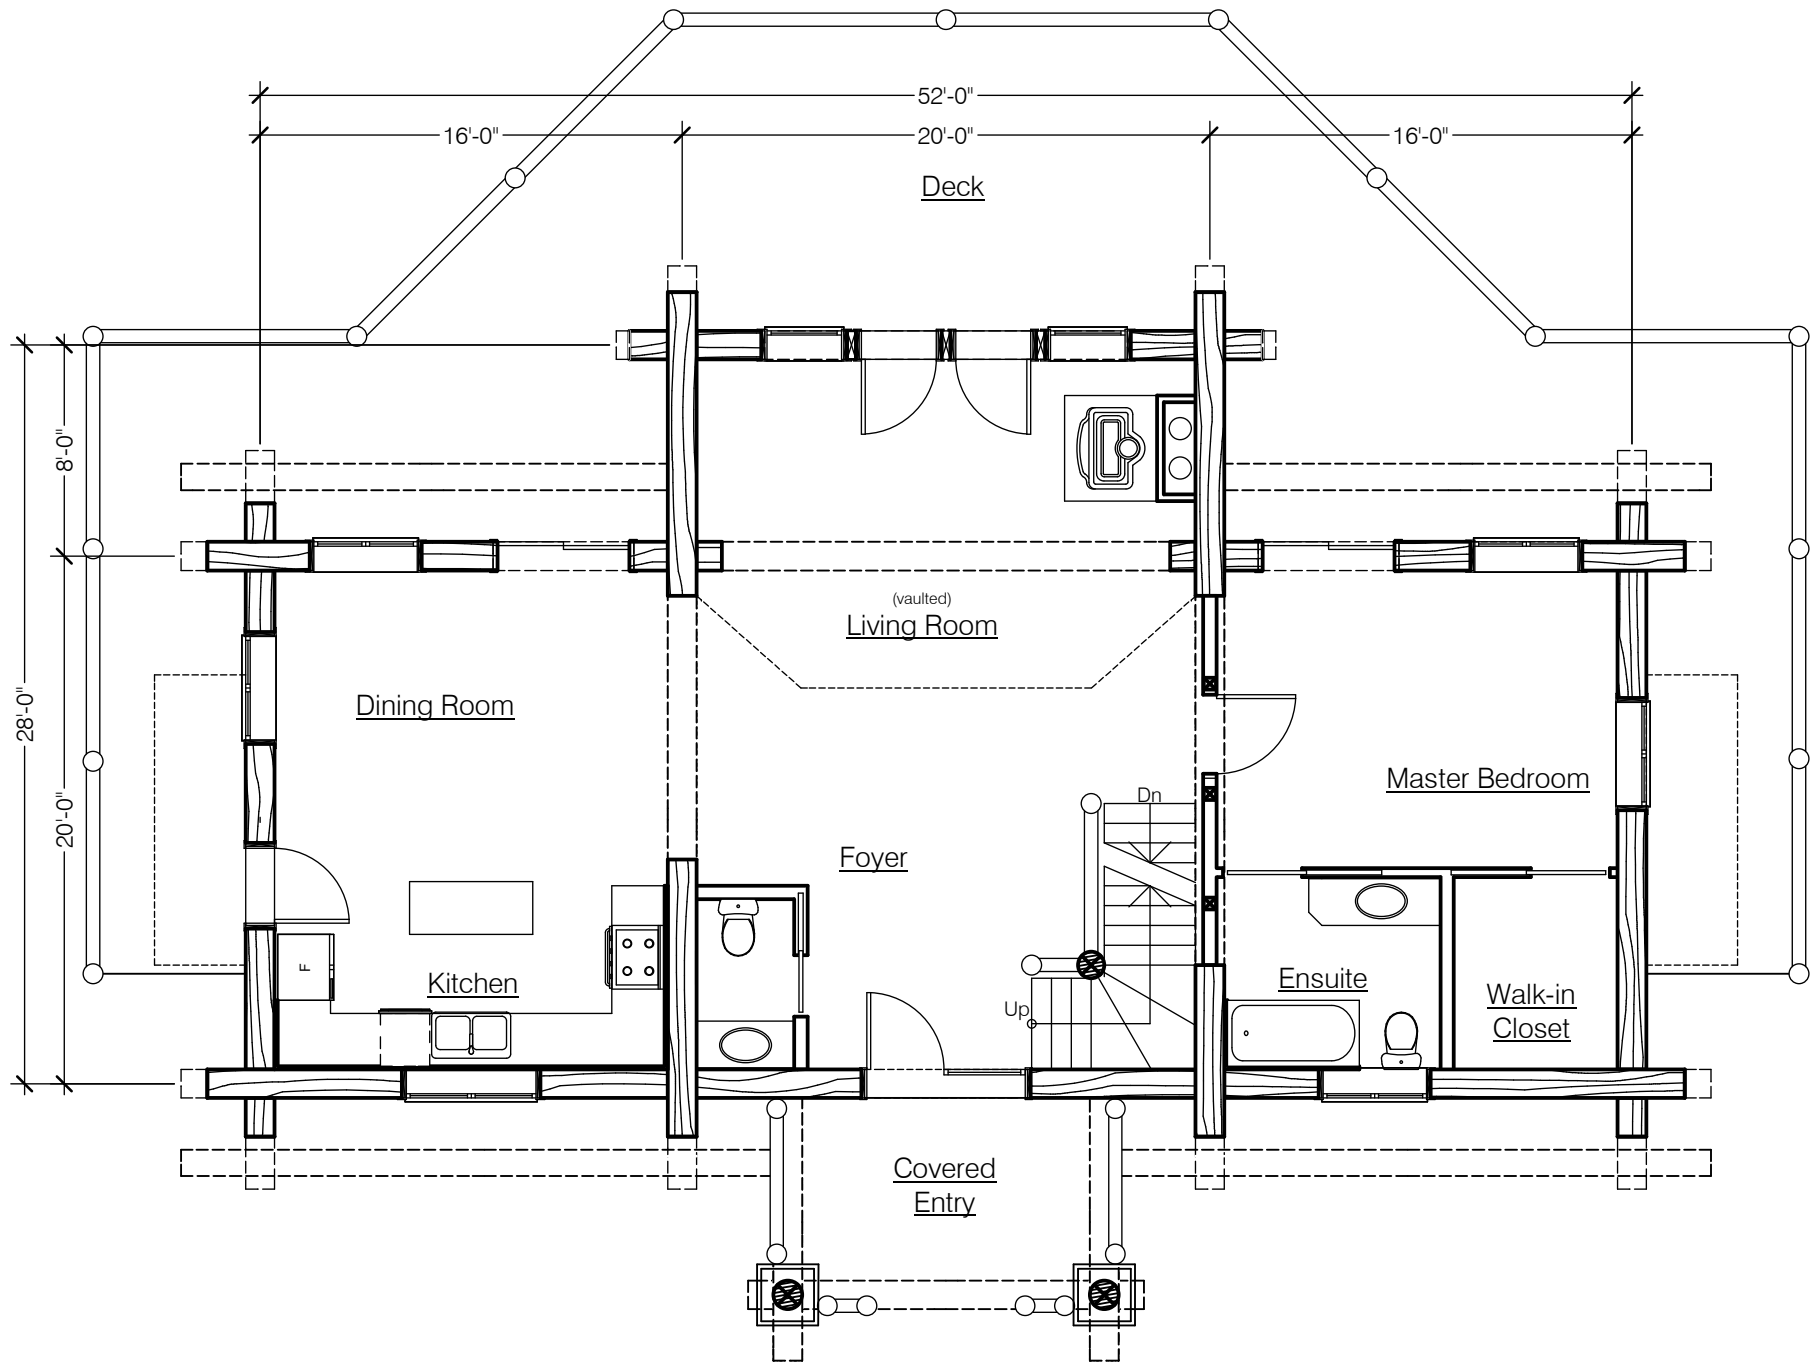 52'-0"
16'-0"
20'-0"
16'-0"
Deck
8'-0"
28'-0"
20'-0"
(vaulted)
Living Room
Dining Room
Master Bedroom
Dn
Foyer
F
Kitchen
Ensuite
Walk-in
Closet
Up
Covered
Entry